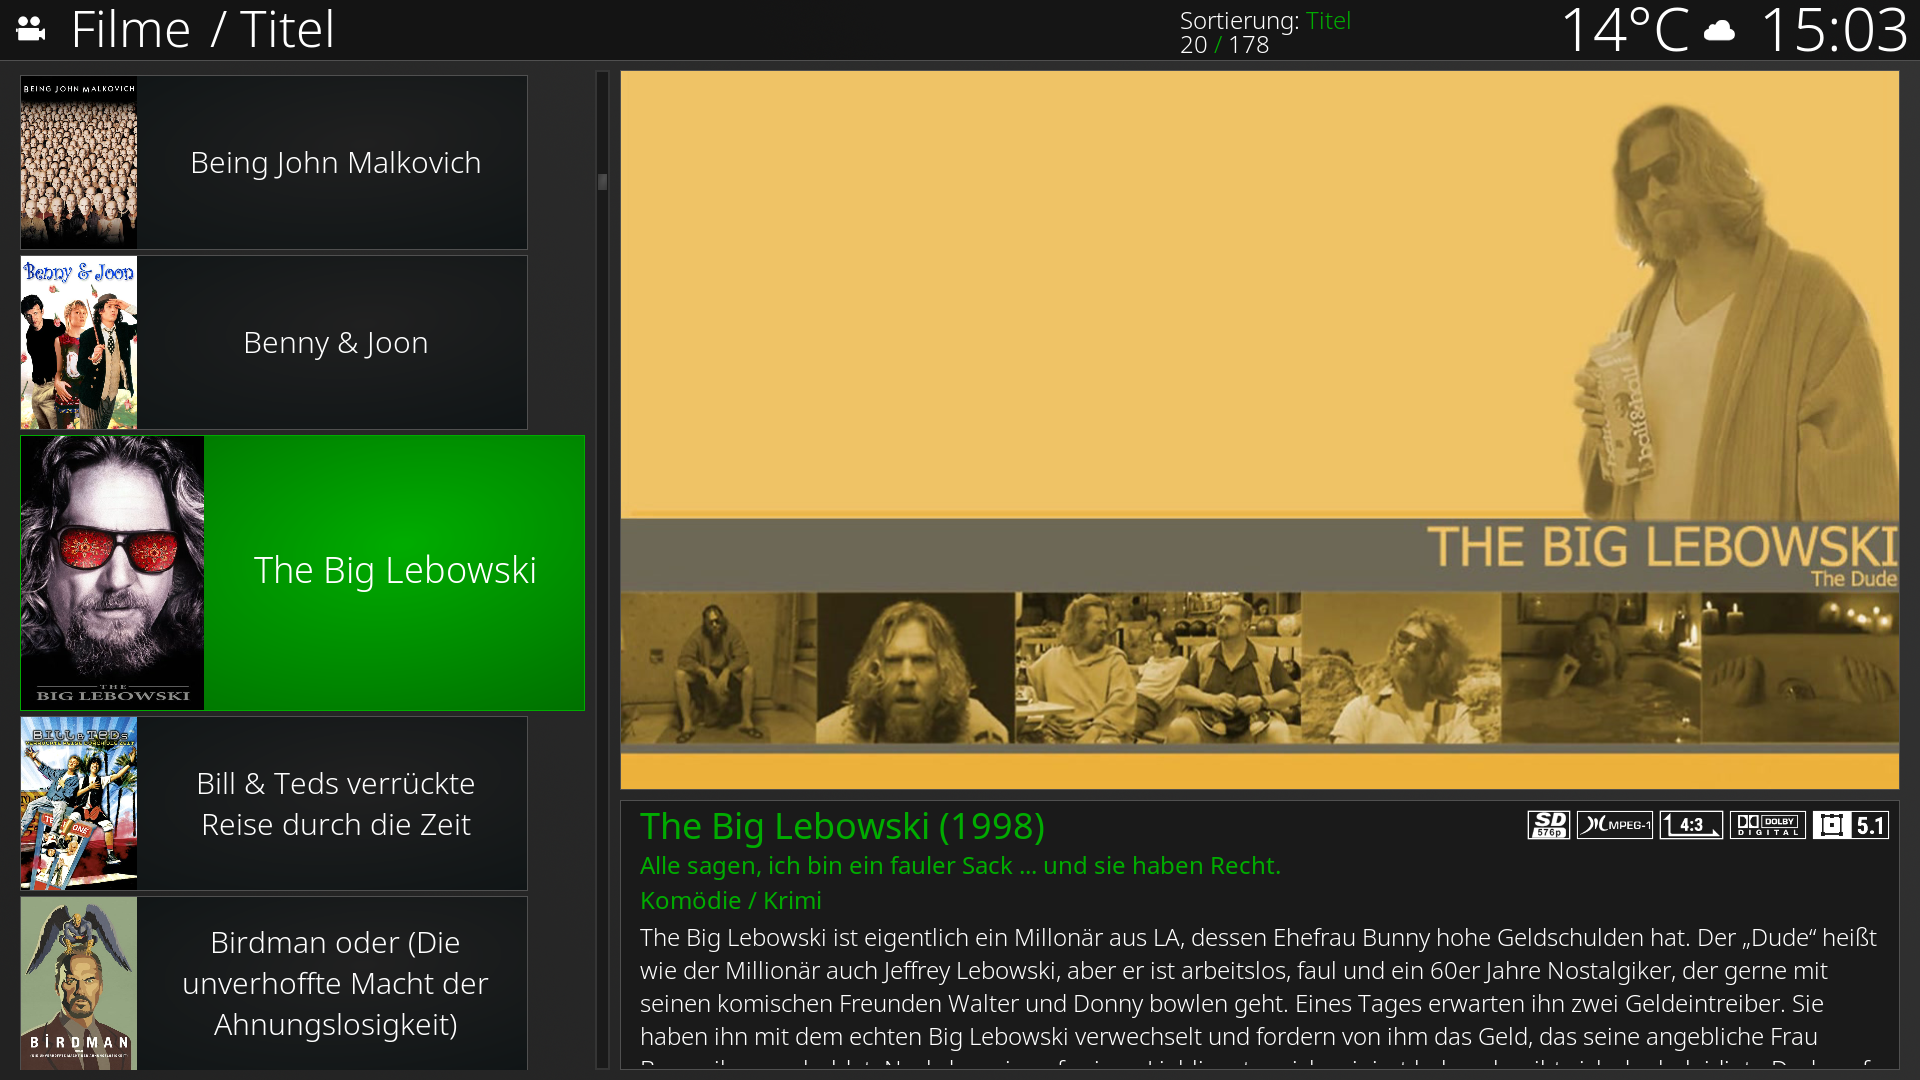 Filme / Titel
Sortierung: Titel
20 / 178
14°C
15:03
BEING JOHN MALKOVICH
Being John Malkovich
Benny & Joon
Benny & Joon
THE
BIG LEBOWSKI
The Big Lebowski
BILL & TEDS
Bill & Teds verrückte
Reise durch die Zeit
BIRDMAN
Birdman oder (Die
unverhoffte Macht der
Ahnungslosigkeit)
half&half
THE BIG LEBOWSKI
The Dude
The Big Lebowski (1998)
SD 576p MPEG-1 4:3 DOLBY DIGITAL 5.1
Alle sagen, ich bin ein fauler Sack ... und sie haben Recht.
Komödie / Krimi
The Big Lebowski ist eigentlich ein Millonär aus LA, dessen Ehefrau Bunny hohe Geldschulden hat. Der „Dude“ heißt
wie der Millionär auch Jeffrey Lebowski, aber er ist arbeitslos, faul und ein 60er Jahre Nostalgiker, der gerne mit
seinen komischen Freunden Walter und Donny bowlen geht. Eines Tages erwarten ihn zwei Geldeintreiber. Sie
haben ihn mit dem echten Big Lebowski verwechselt und fordern von ihm das Geld, das seine angebliche Frau